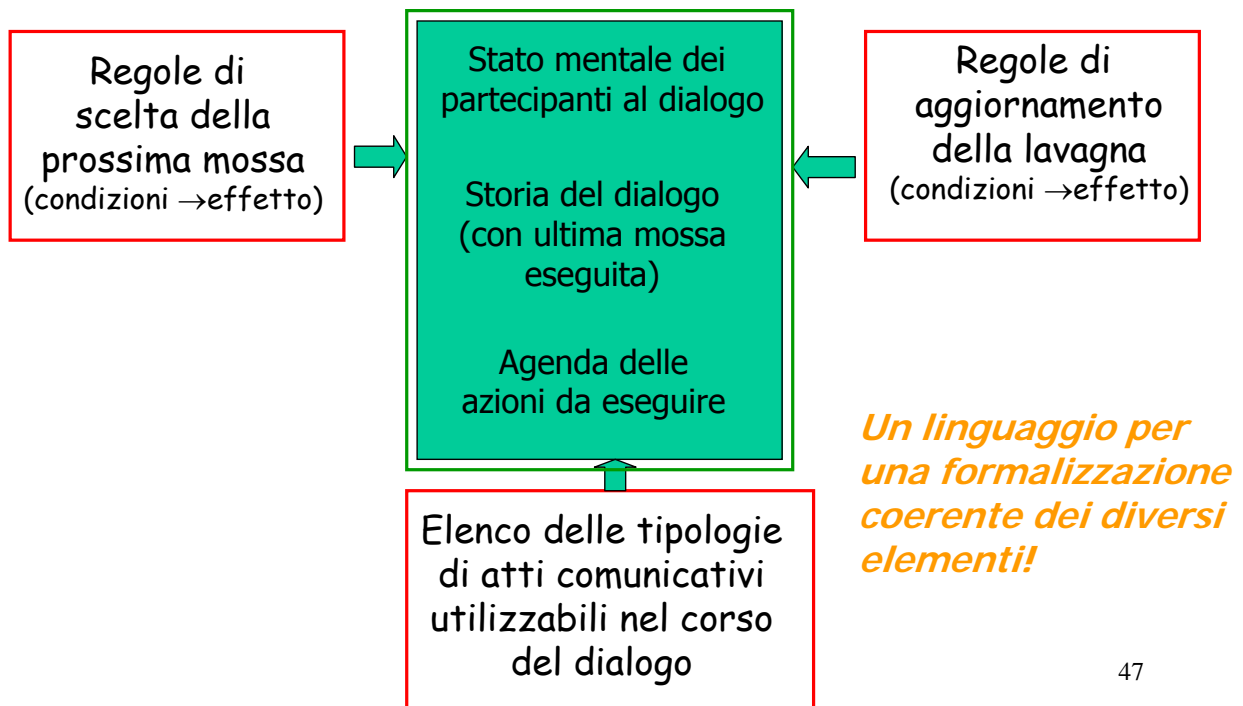 Regole di
scelta della
prossima mossa
(condizioni →effetto)
Stato mentale dei
partecipanti al dialogo
Storia del dialogo
(con ultima mossa
eseguita)
Agenda delle
azioni da eseguire
Regole di
aggiornamento
della lavagna
(condizioni →effetto)
Elenco delle tipologie
di atti comunicativi
utilizzabili nel corso
del dialogo
Un linguaggio per
una formalizzazione
coerente dei diversi
elementi!
47